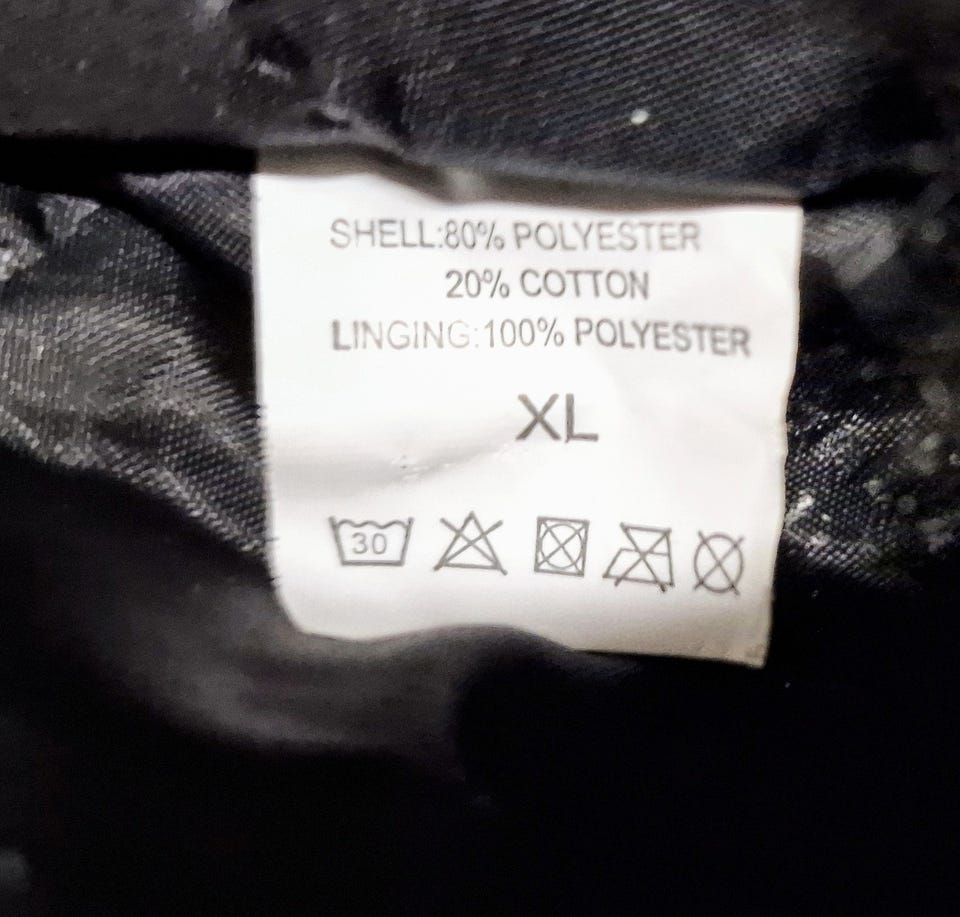 SHELL:80% POLYESTER
20% COTTON
LINGING:100% POLYESTER
XL
30